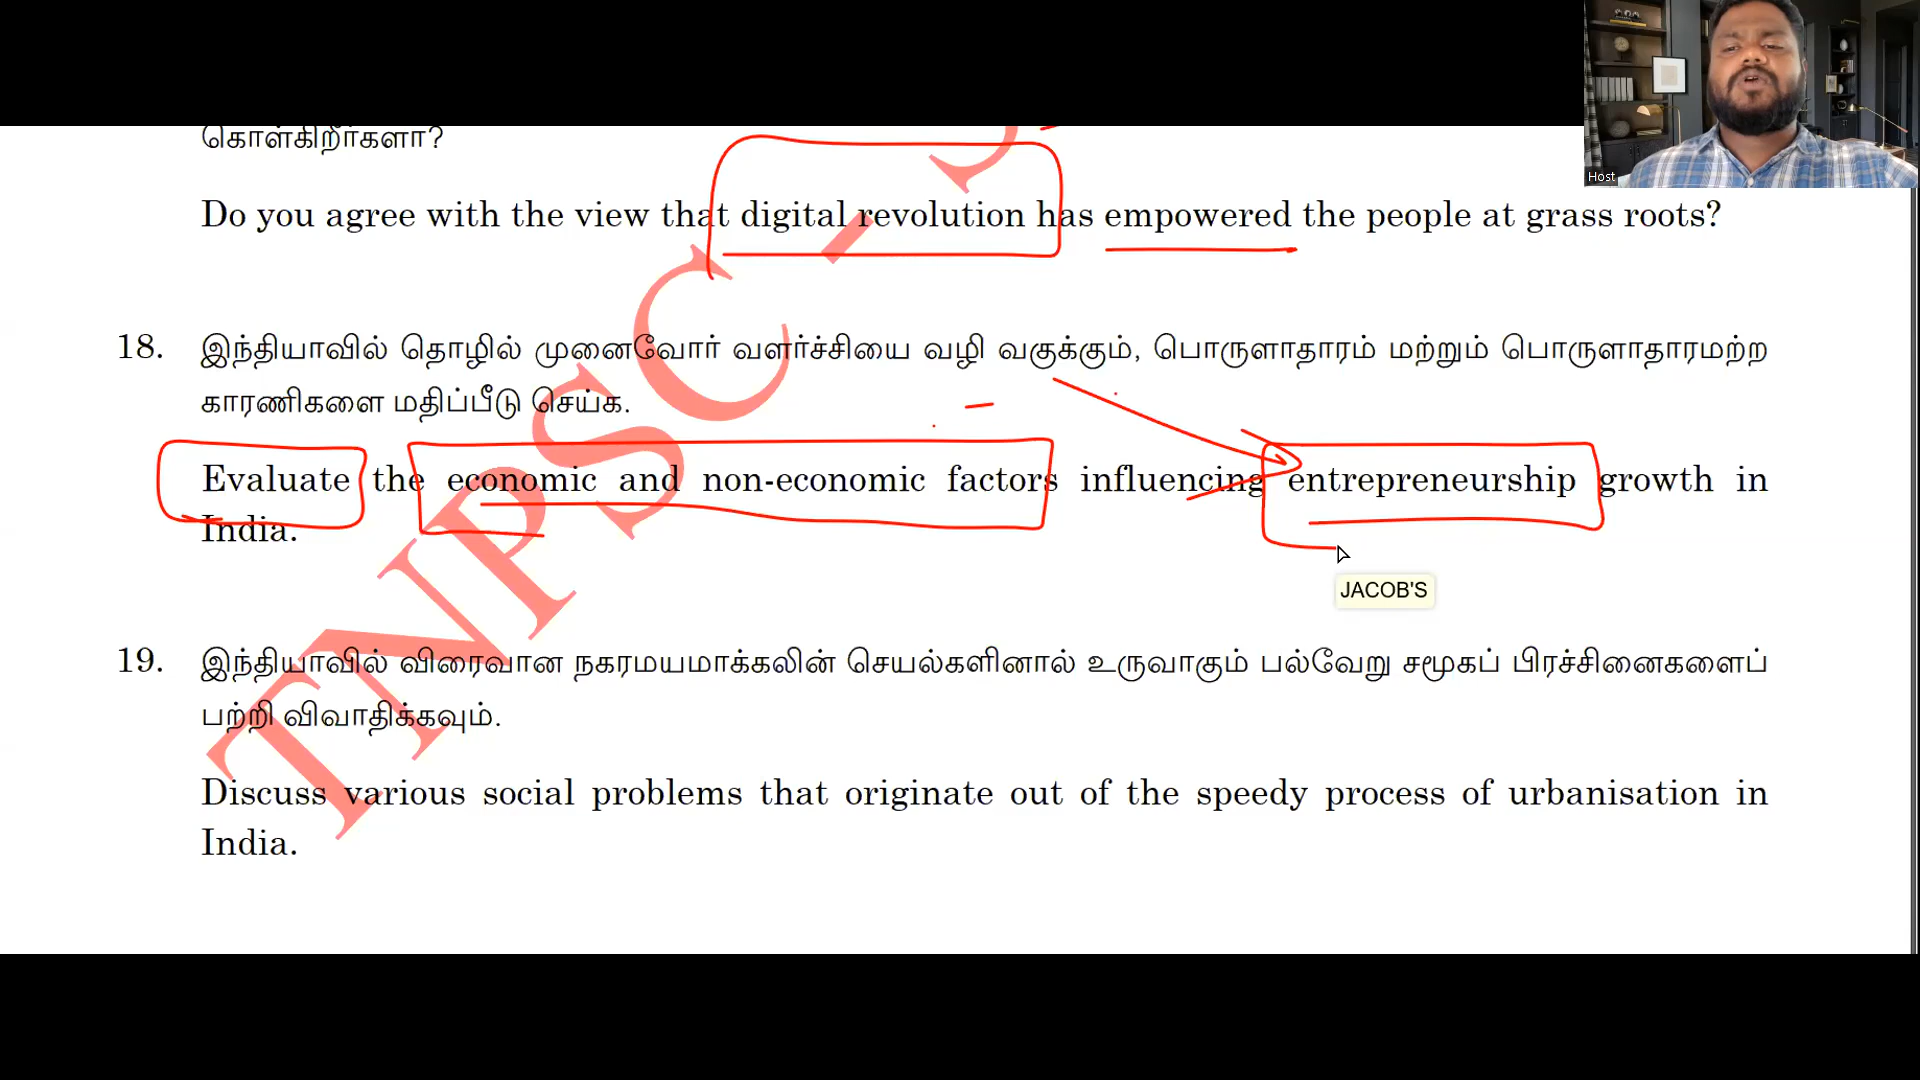 Host
கொள்கிறீர்களா?
Do you agree with the view that digital revolution has empowered the people at grass roots?
18. இந்தியாவில் தொழில் முனைவோர் வளர்ச்சியை வழி வகுக்கும், பொருளாதாரம் மற்றும் பொருளாதாரமற்ற
காரணிகளை மதிப்பீடு செய்க.
Evaluate the economic and non-economic factors influencing entrepreneurship growth in
India.
JACOB'S
19. இந்தியாவில் விரைவான நகரமயமாக்கலின் செயல்களினால் உருவாகும் பல்வேறு சமூகப் பிரச்சினைகளைப்
பற்றி விவாதிக்கவும்.
Discuss various social problems that originate out of the speedy process of urbanisation in
India.
TNPSC -